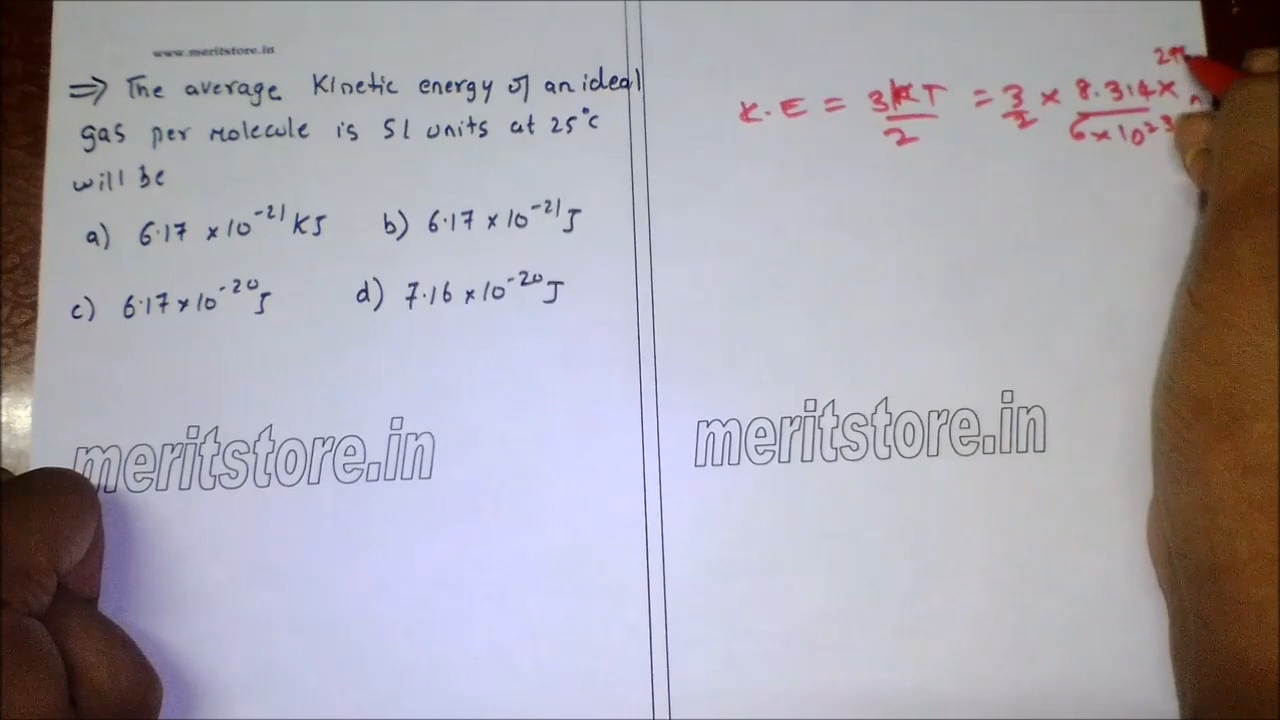 www.meritstore.in
⇒ The average Kinetic energy of an ideal
gas per molecule is SI units at 25°c
will be
a) 6.17 × 10⁻²¹ KJ b) 6.17 × 10⁻²¹ J
c) 6.17 × 10⁻²⁰ J d) 7.16 × 10⁻²⁰ J
K.E = 3KT/2 = 3/2 × 8.314 × / 6 × 10²³
meritstore.in
meritstore.in